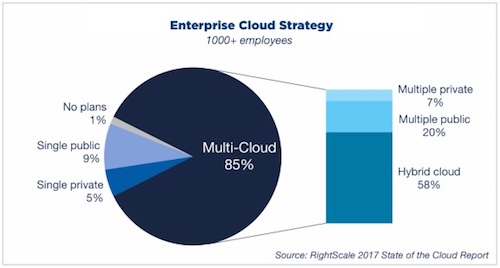 Enterprise Cloud Strategy
1000+ employees
No plans
1%
Single public
9%
Single private
5%
Multi-Cloud
85%
Multiple private
7%
Multiple public
20%
Hybrid cloud
58%
Source: RightScale 2017 State of the Cloud Report